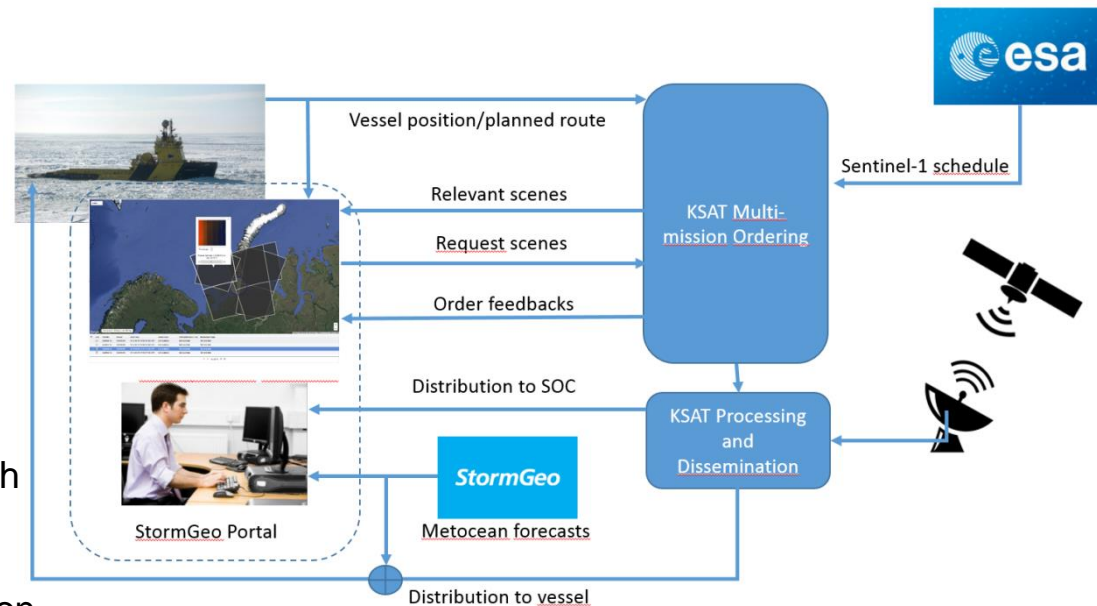 esa
Vessel position/planned route
Sentinel-1 schedule
Relevant scenes
KSAT Multi-
mission Ordering
Request scenes
Order feedbacks
Distribution to SOC
KSAT Processing
and
Dissemination
StormGeo
StormGeo Portal
Metocean forecasts
Distribution to vessel